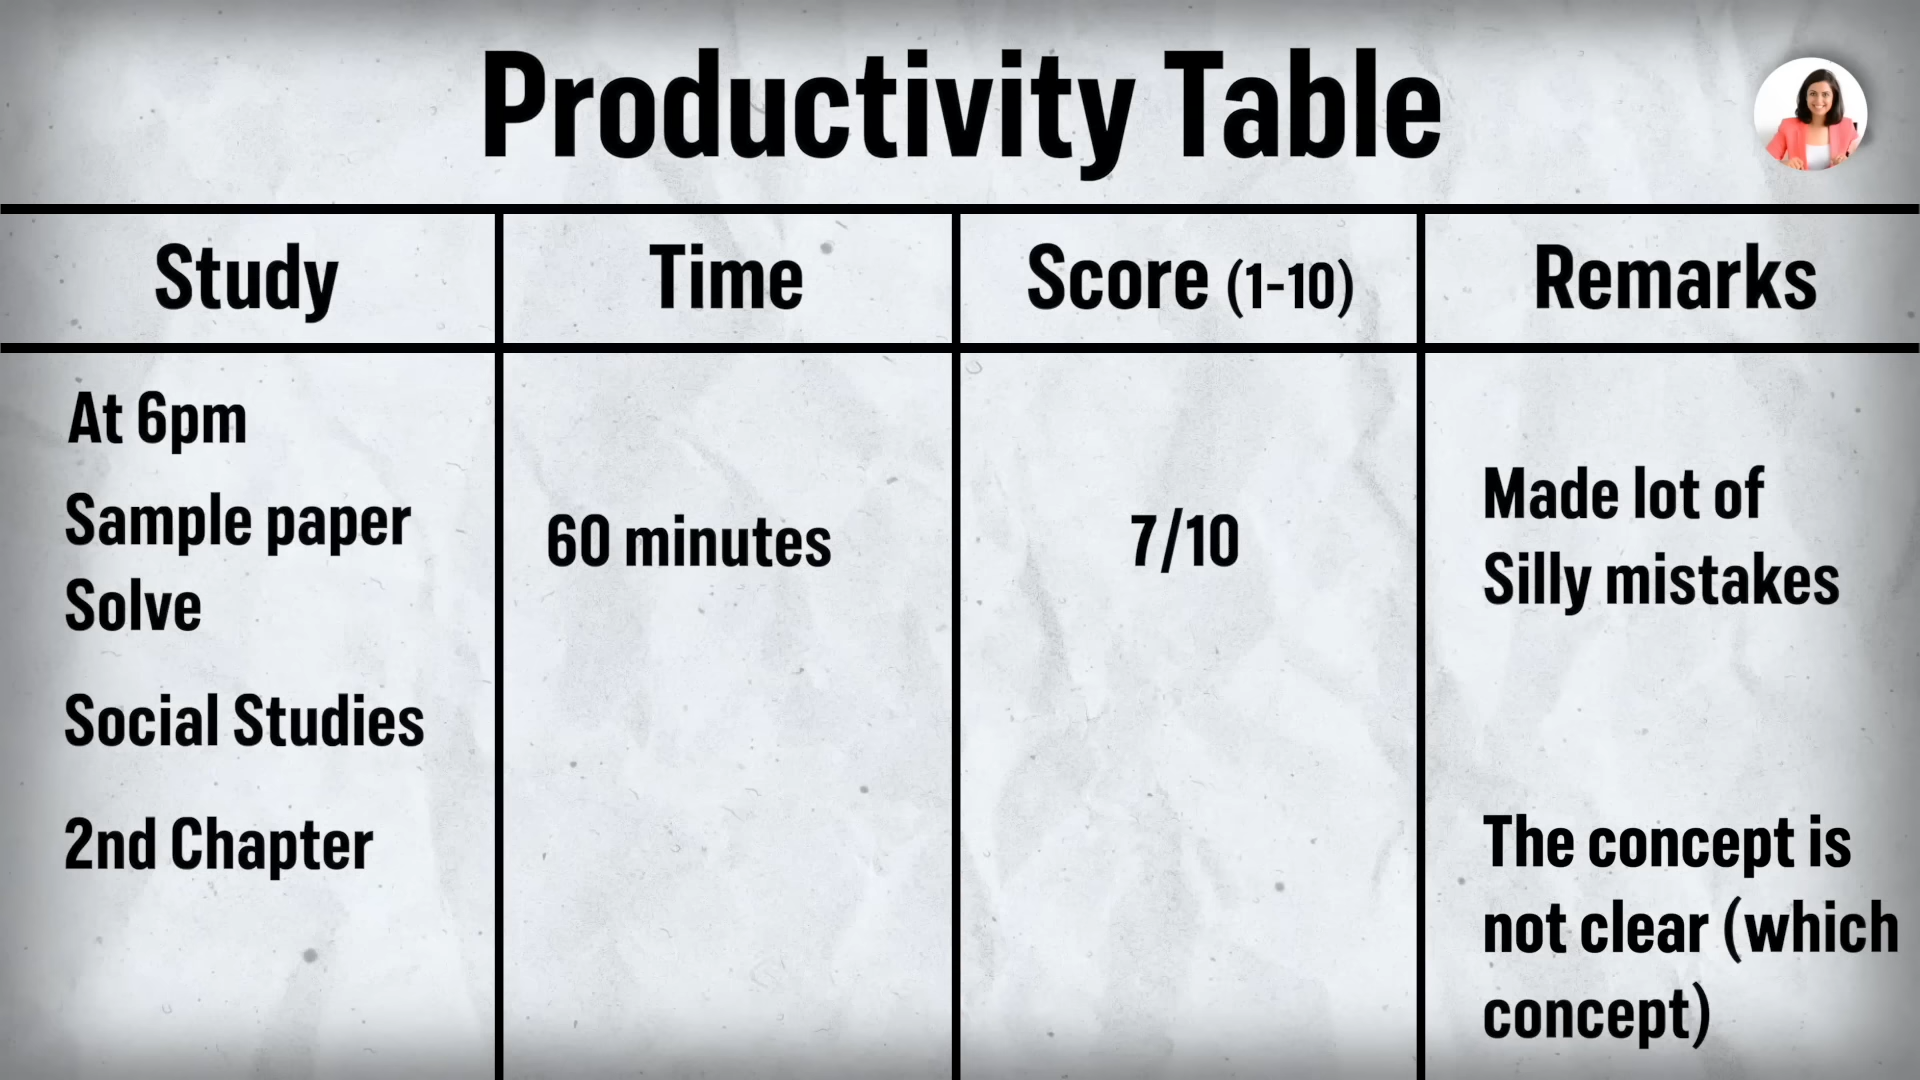 Productivity Table
Study
Time
Score (1-10)
Remarks
At 6pm
Sample paper
Solve
60 minutes
7/10
Made lot of
Silly mistakes
Social Studies
2nd Chapter
The concept is
not clear (which
concept)